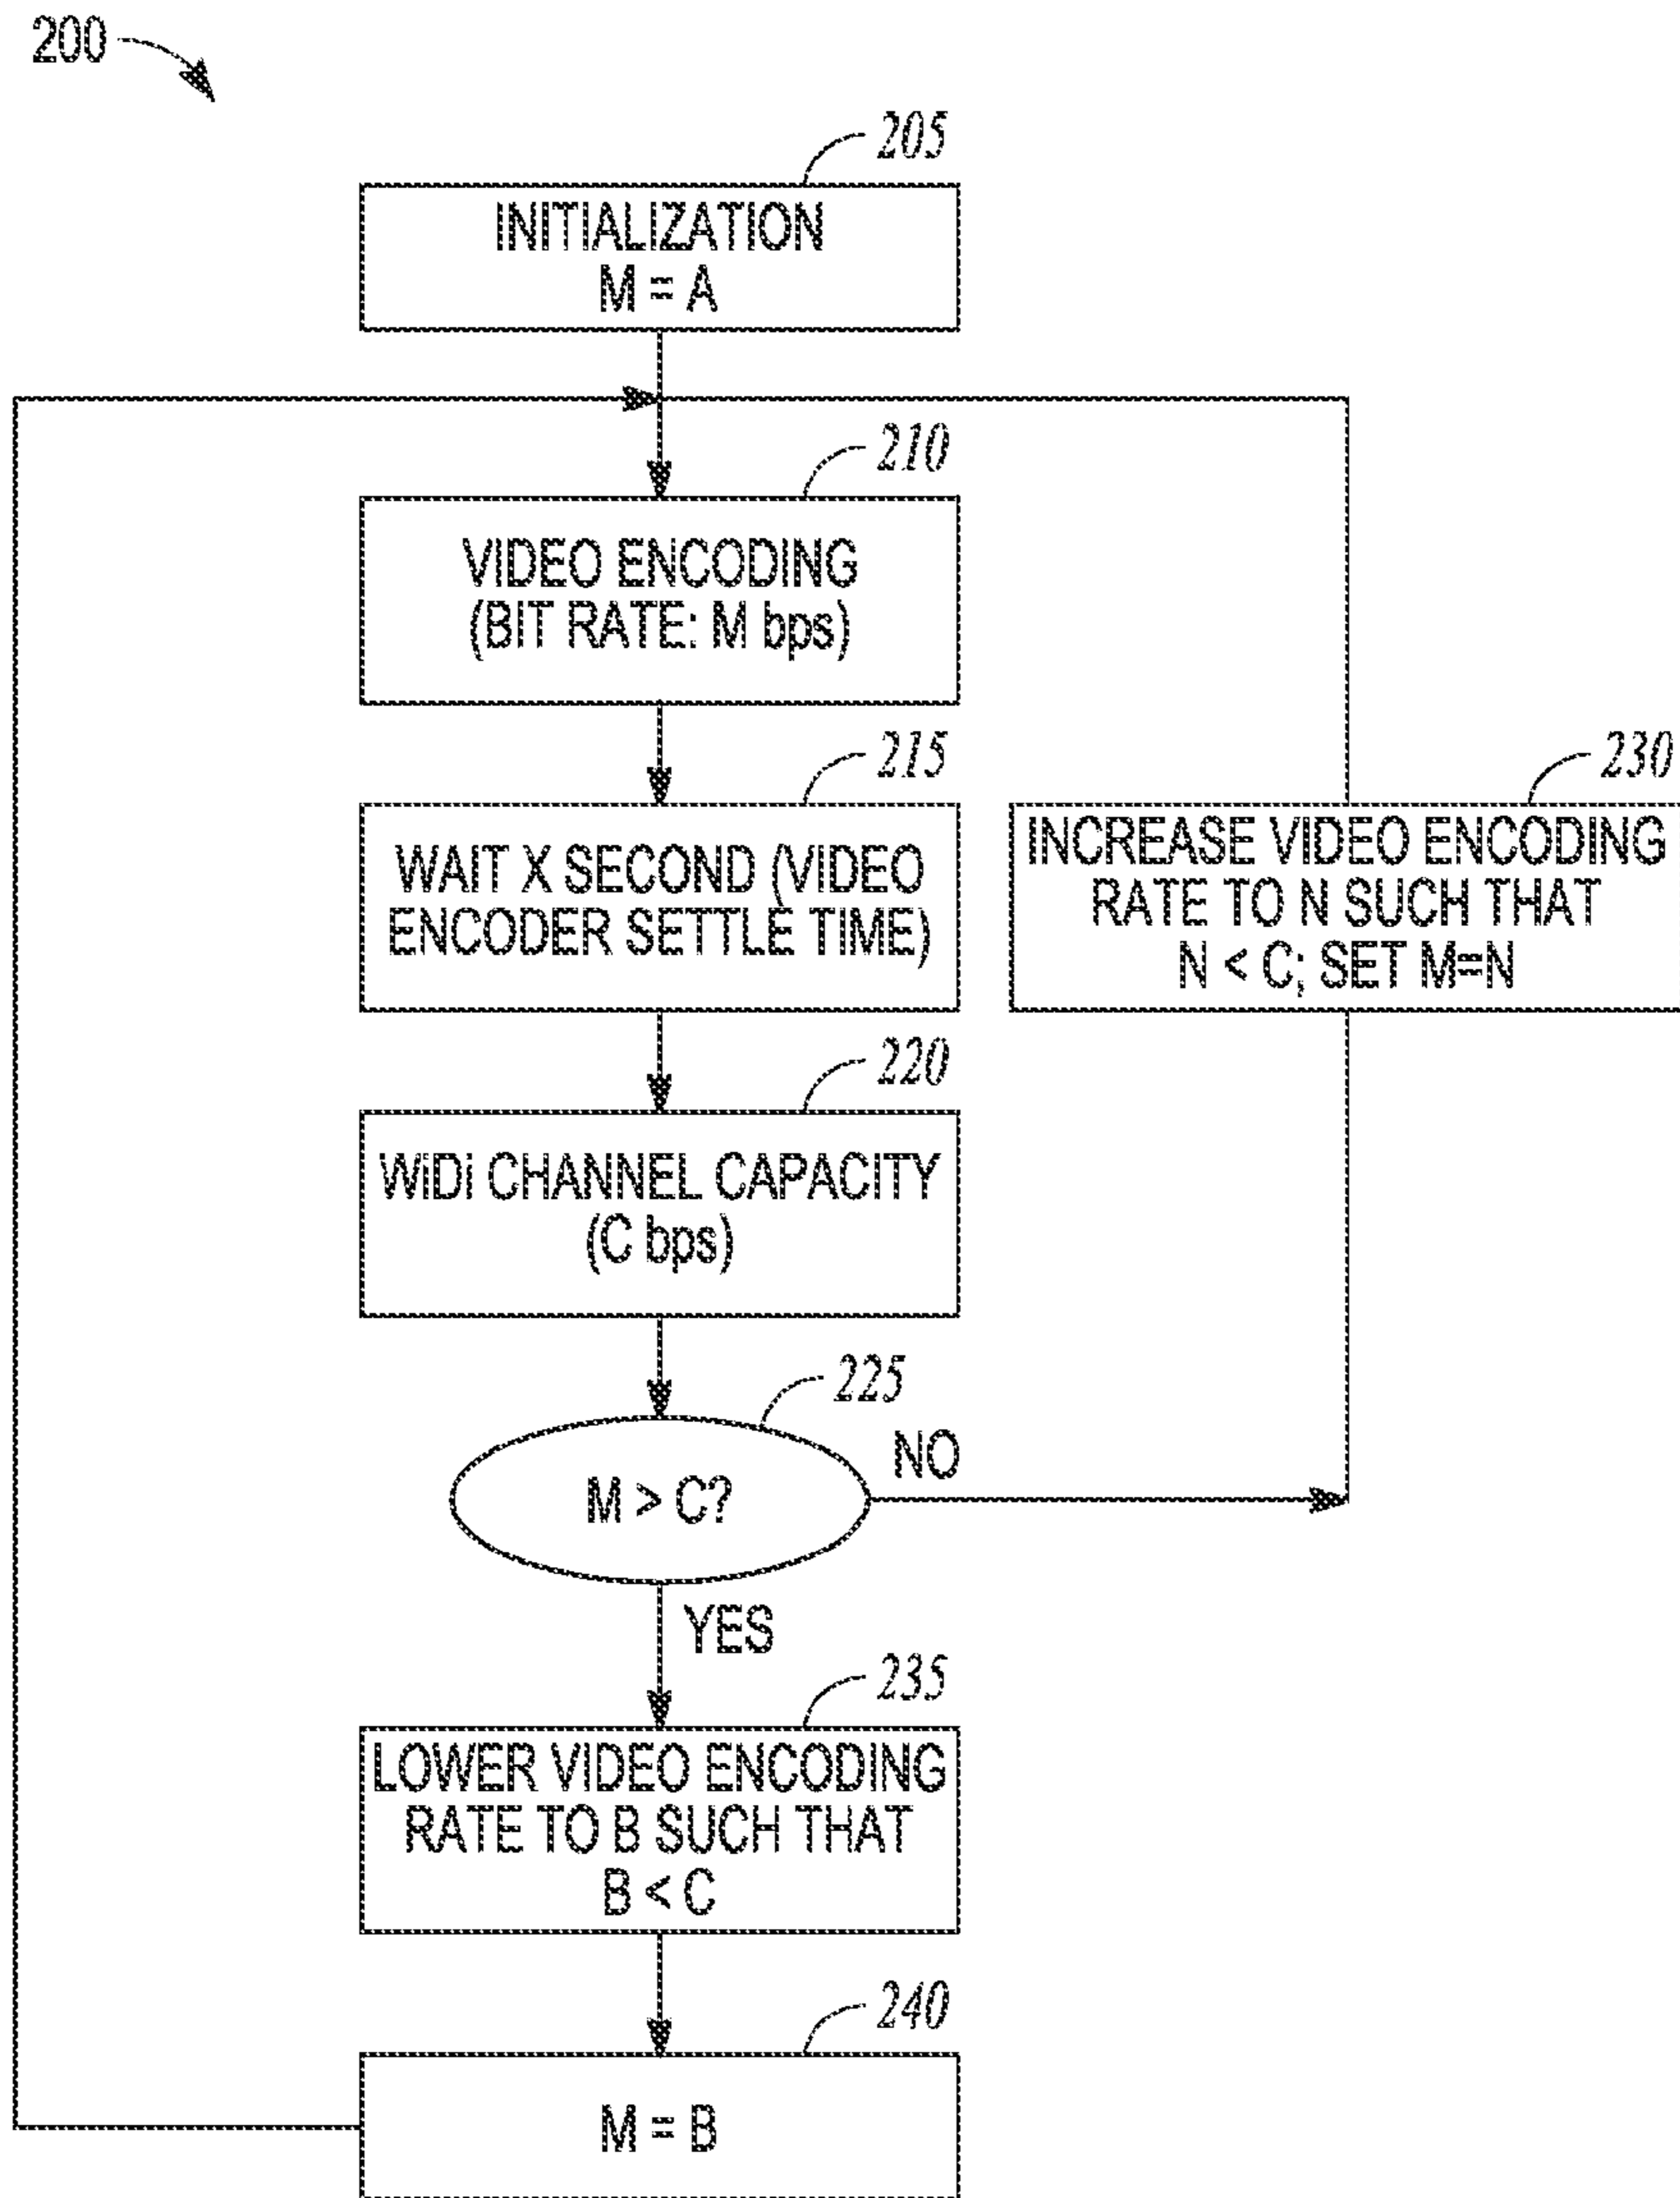 200
205
INITIALIZATION
M = A
210
VIDEO ENCODING
(BIT RATE: M bps)
215
WAIT X SECOND (VIDEO
ENCODER SETTLE TIME)
230
INCREASE VIDEO ENCODING
RATE TO N SUCH THAT
N < C; SET M=N
220
WiDi CHANNEL CAPACITY
(C bps)
225
M > C?
NO
YES
235
LOWER VIDEO ENCODING
RATE TO B SUCH THAT
B < C
240
M = B